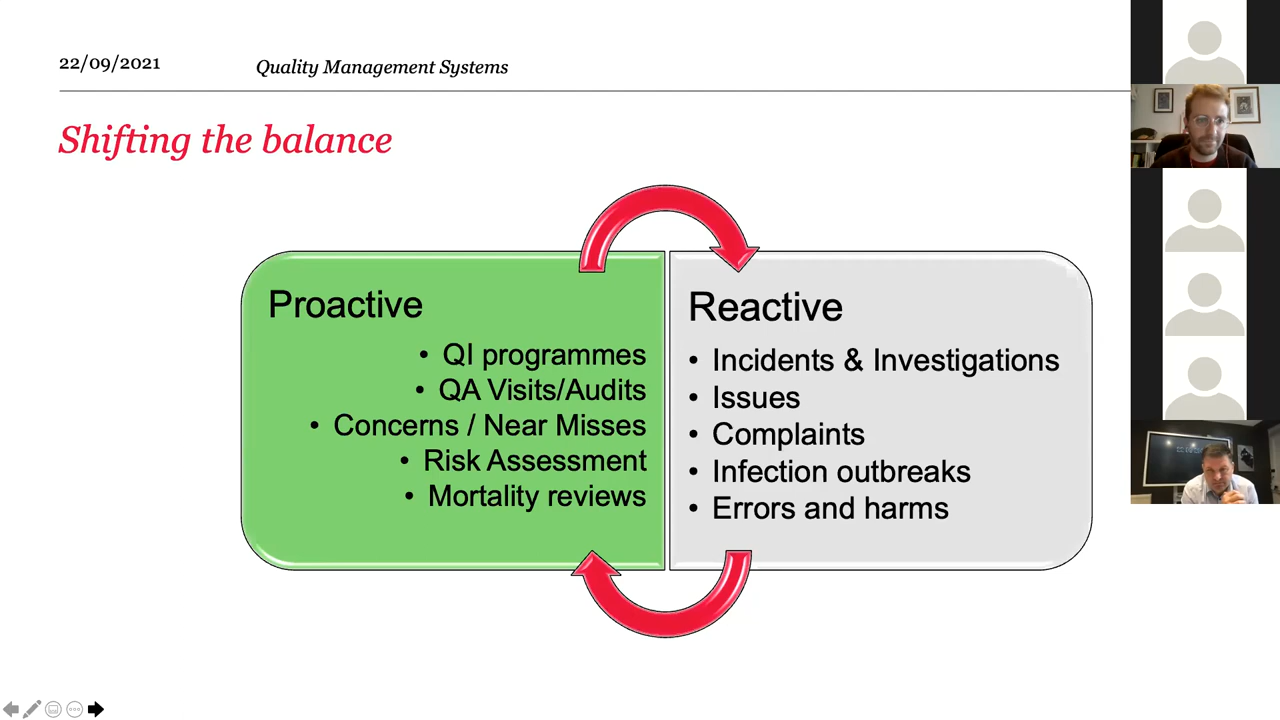 22/09/2021
Quality Management Systems
Shifting the balance
Proactive
• QI programmes
• QA Visits/Audits
• Concerns / Near Misses
• Risk Assessment
• Mortality reviews
Reactive
• Incidents & Investigations
• Issues
• Complaints
• Infection outbreaks
• Errors and harms